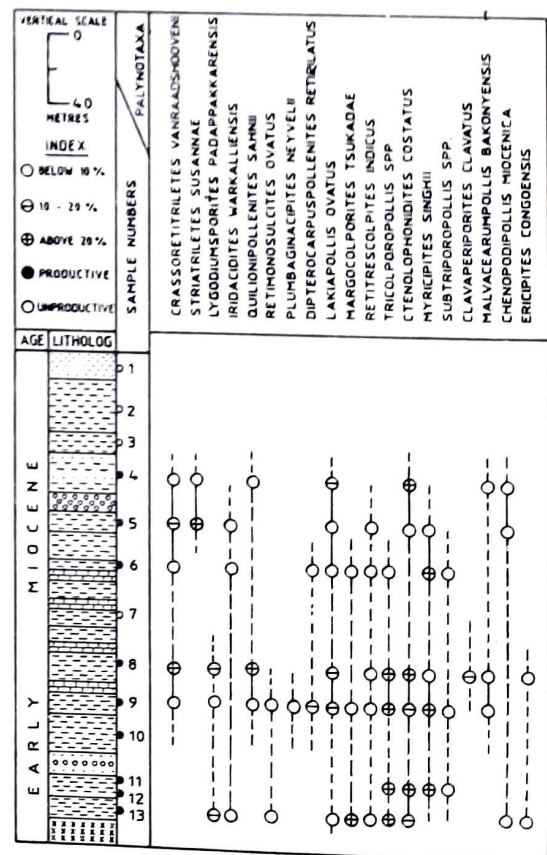 VERTICAL SCALE
0
40
METRES
INDEX
BELOW 10 %
10 - 20 %
ABOVE 20 %
PRODUCTIVE
UNPRODUCTIVE
PALYNOTAXA
SAMPLE NUMBERS
CRASSORETITRILETES VANRAADSHOOVENI
STRIATRILETES SUSANNAE
LYGODIUMSPORITES PADAPPAKKARENSIS
IRIDACIDITES WARKALLIENSIS
QUILIONIPOLLENITES SAHNII
RETIMONOSULCITES OVATUS
PLUMBAGINACIPITES NEYVELII
DIPTEROCARPUSPOLLENITES RETIPILATUS
LAKIAPOLLIS OVATUS
MARGOCOLPORITES TSUKADAE
RETITRESCOLPITES INDICUS
TRICOLPOROPOLLIS SPP
CTENOLOPHONIDITES COSTATUS
MYRICIPITES SINGHII
SUBTRIPOROPOLLIS SPP.
CLAVAPERIPORITES CLAVATUS
MALVACEARUMPOLLIS BAKONYENSIS
CHENOPODIPOLLIS MIOCENICA
ERICIPITES CONGOENSIS
AGE LITHOLOG
EARLY MIOCENE
1
2
3
4
5
6
7
8
9
10
11
12
13